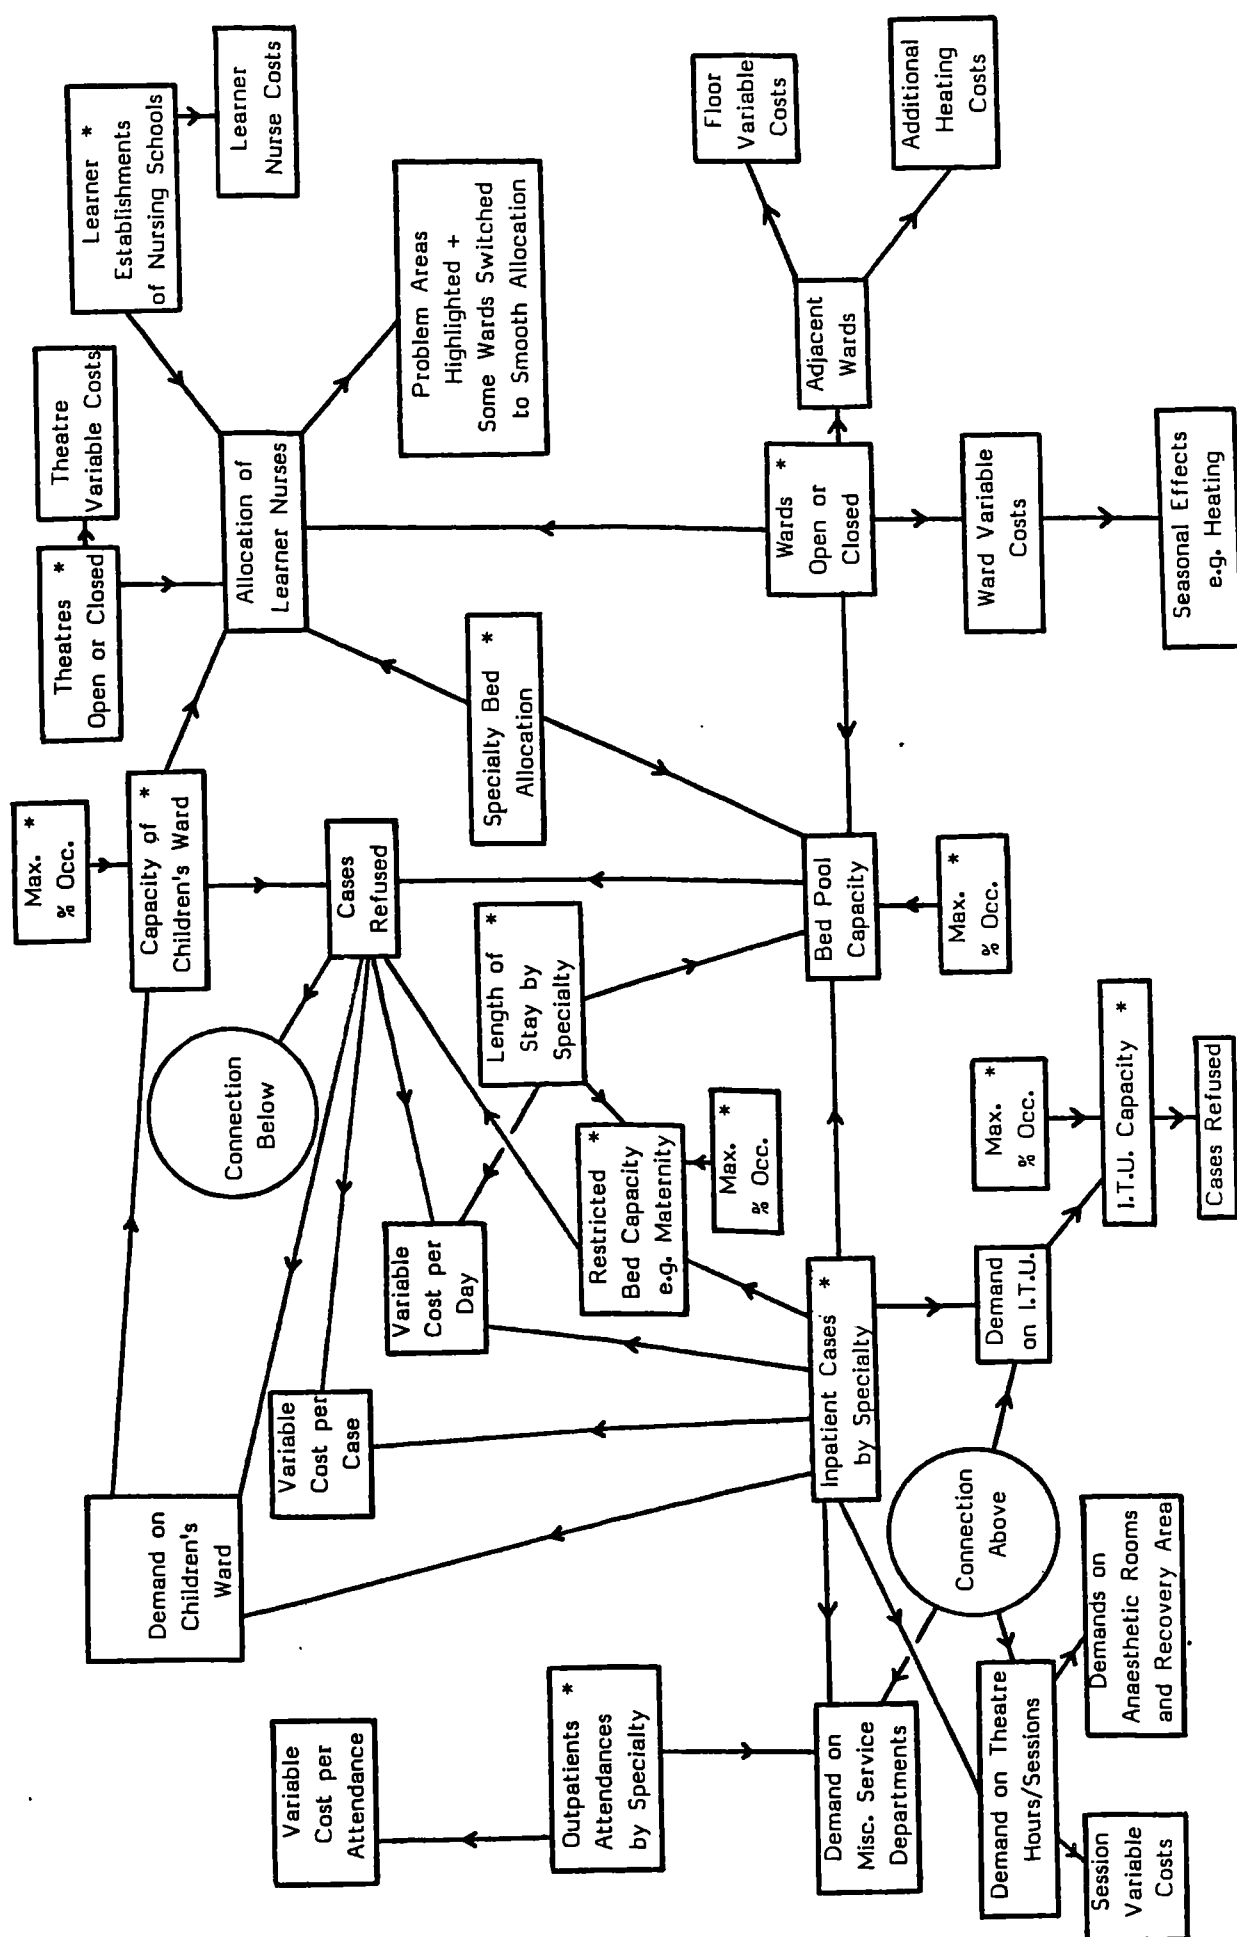 Variable
Cost per
Attendance
Outpatients *
Attendances
by Specialty
Demand on
Misc. Service
Departments
Demand on Theatre
Hours/Sessions
Session
Variable
Costs
Demands on
Anaesthetic Rooms
and Recovery Area
Connection
Above
Demand on
Children's
Ward
Variable
Cost per
Case
Variable
Cost per
Day
Inpatient Cases *
by Specialty
Demand
on I.T.U.
Max. *
% Occ.
I.T.U. Capacity *
Cases Refused
Connection
Below
Restricted *
Bed Capacity
e.g. Maternity
Max. *
% Occ.
Length of *
Stay by
Specialty
Max. *
% Occ.
Capacity of *
Children's Ward
Cases
Refused
Bed Pool
Capacity
Max. *
% Occ.
Specialty Bed *
Allocation
Theatres *
Open or Closed
Theatre
Variable Costs
Allocation of
Learner Nurses
Wards *
Open or
Closed
Ward Variable
Costs
Seasonal Effects
e.g. Heating
Adjacent
Wards
Floor
Variable
Costs
Additional
Heating
Costs
Problem Areas
Highlighted +
Some Wards Switched
to Smooth Allocation
Learner *
Establishments
of Nursing Schools
Learner
Nurse Costs